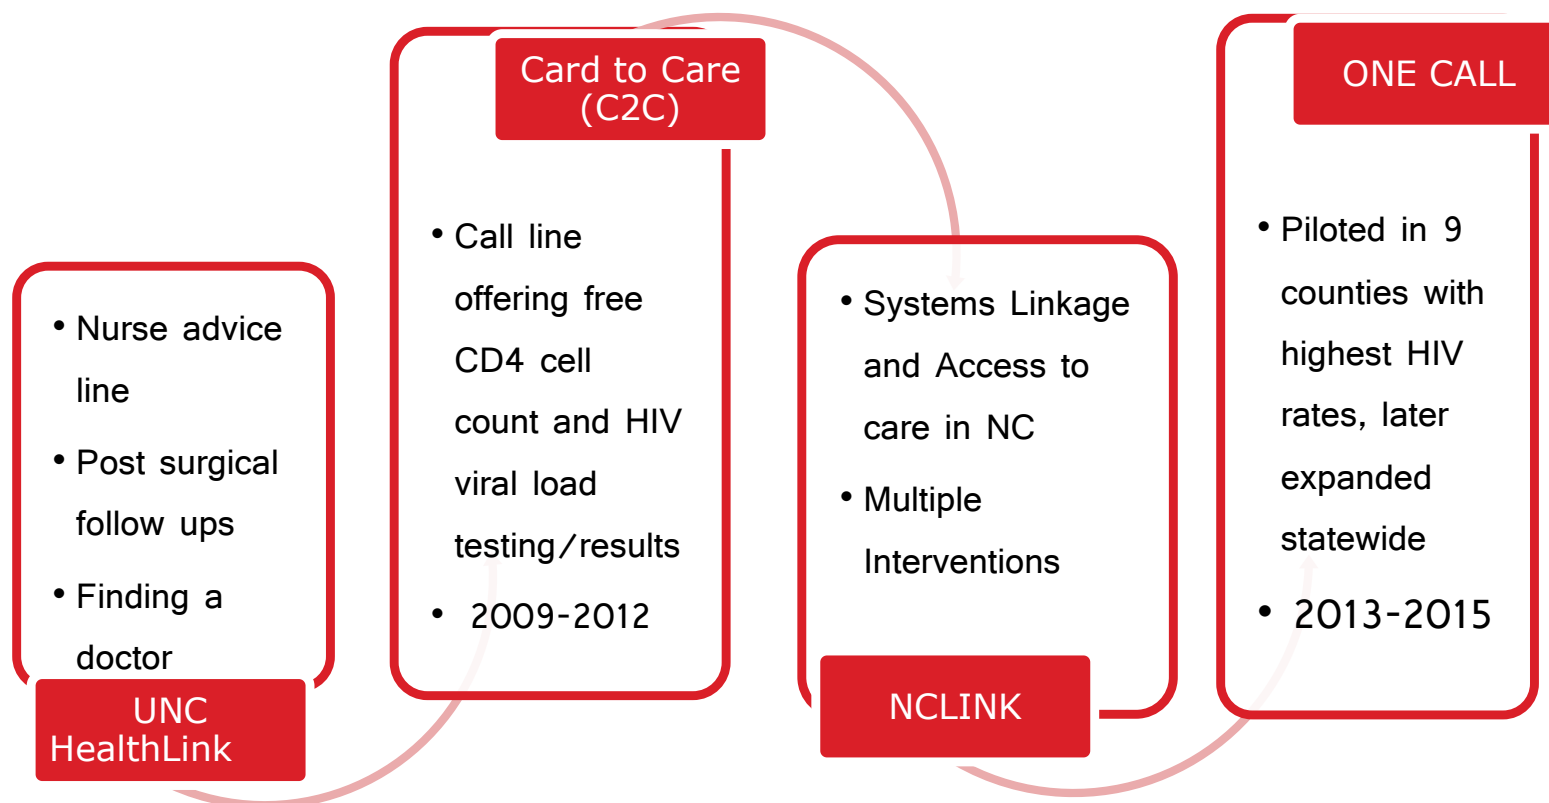 • Nurse advice
line
• Post surgical
follow ups
• Finding a
doctor
UNC
HealthLink
Card to Care
(C2C)
• Call line
offering free
CD4 cell
count and HIV
viral load
testing/results
• 2009-2012
• Systems Linkage
and Access to
care in NC
• Multiple
Interventions
NCLINK
ONE CALL
• Piloted in 9
counties with
highest HIV
rates, later
expanded
statewide
• 2013-2015